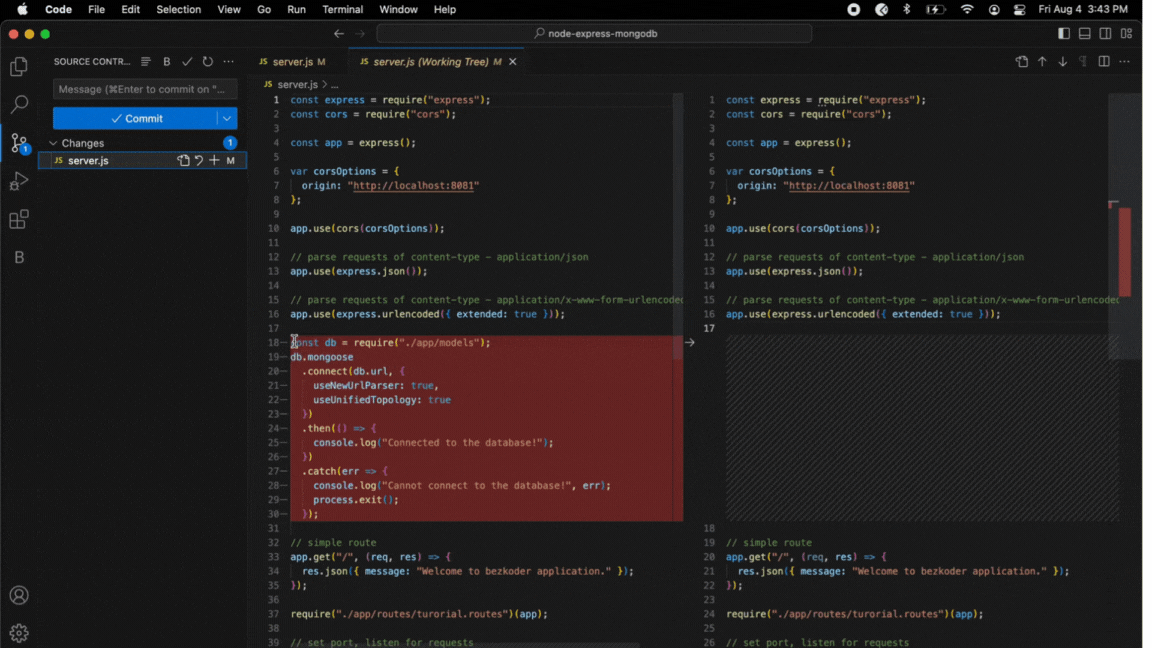 Code File Edit Selection View Go Run Terminal Window Help Fri Aug 4 3:43 PM
node-express-mongodb
SOURCE CONTR... B
Message (⌘Enter to commit on "...
Commit
Changes 1
JS server.js M
1
B
JS server.js M JS server.js (Working Tree) M
JS server.js > ...
1 const express = require("express");
2 const cors = require("cors");
3
4 const app = express();
5
6 var corsOptions = {
7 origin: "http://localhost:8081"
8 };
9
10 app.use(cors(corsOptions));
11
12 // parse requests of content-type - application/json
13 app.use(express.json());
14
15 // parse requests of content-type - application/x-www-form-urlencoded
16 app.use(express.urlencoded({ extended: true }));
17
18− const db = require("./app/models");
19− db.mongoose
20− .connect(db.url, {
21− useNewUrlParser: true,
22− useUnifiedTopology: true
23− })
24− .then(() => {
25− console.log("Connected to the database!");
26− })
27− .catch(err => {
28− console.log("Cannot connect to the database!", err);
29− process.exit();
30− });
31
32 // simple route
33 app.get("/", (req, res) => {
34 res.json({ message: "Welcome to bezkoder application." });
35 });
36
37 require("./app/routes/turorial.routes")(app);
38
39 // set port, listen for requests
1 const express = require("express");
2 const cors = require("cors");
3
4 const app = express();
5
6 var corsOptions = {
7 origin: "http://localhost:8081"
8 };
9
10 app.use(cors(corsOptions));
11
12 // parse requests of content-type - application/json
13 app.use(express.json());
14
15 // parse requests of content-type - application/x-www-form-urlencoded
16 app.use(express.urlencoded({ extended: true }));
17
18
19 // simple route
20 app.get("/", (req, res) => {
21 res.json({ message: "Welcome to bezkoder application." });
22 });
23
24 require("./app/routes/turorial.routes")(app);
25
26 // set port, listen for requests